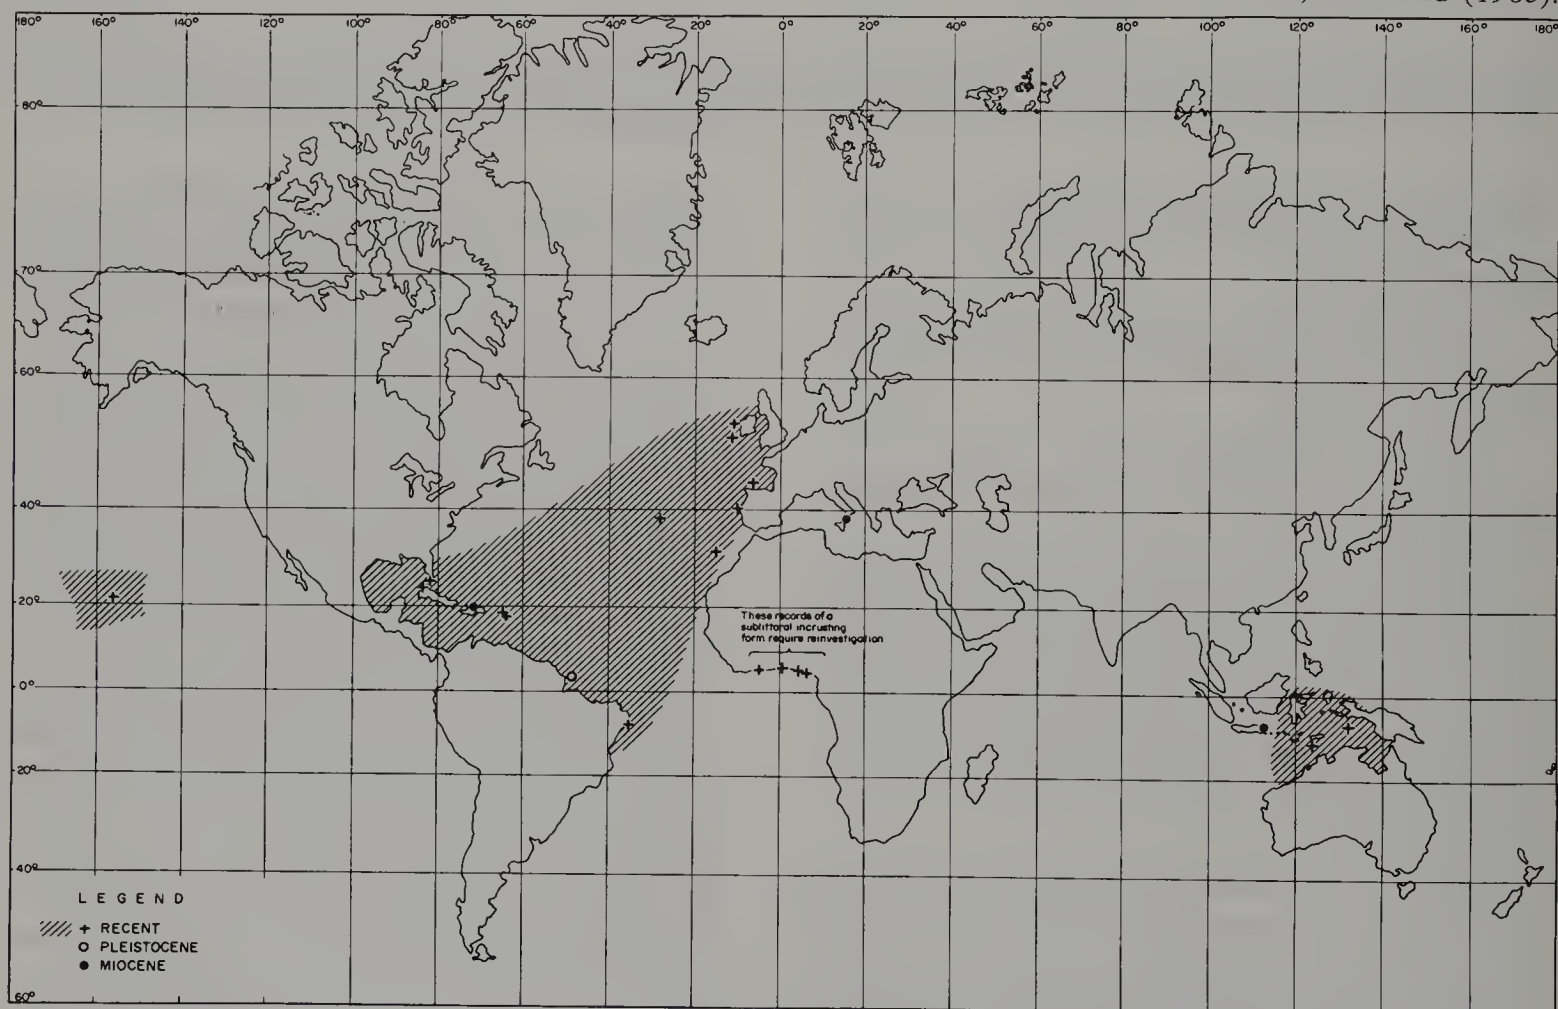 (1985).
180° 160° 140° 120° 100° 80° 60° 40° 20° 0° 20° 40° 60° 80° 100° 120° 140° 160° 180°
80°
70°
60°
40°
20°
These records of a
sublittoral incrusting
form require reinvestigation
0°
20°
40°
LEGEND
+ RECENT
○ PLEISTOCENE
● MIOCENE
60°